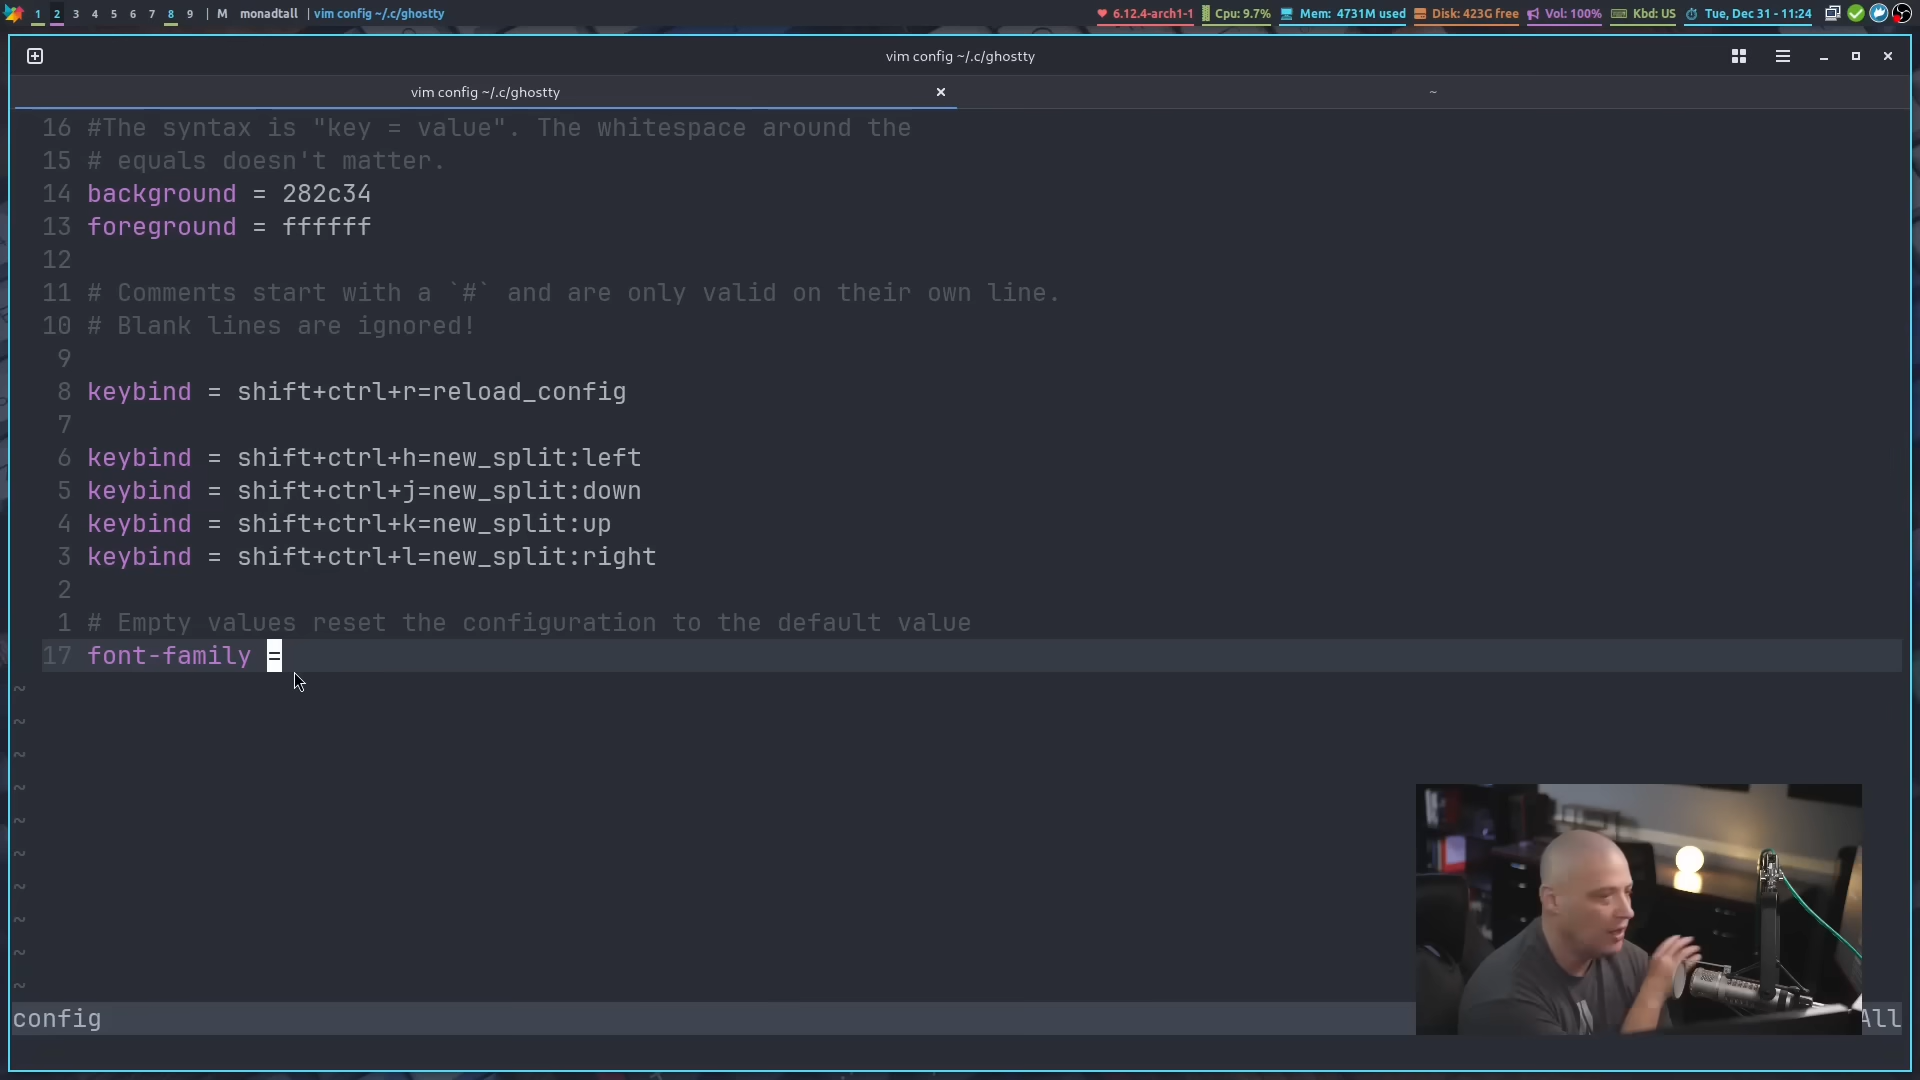 1 2 3 4 5 6 7 8 9 | M monadtall | vim config ~/.c/ghostty
6.12.4-arch1-1 Cpu: 9.7% Mem: 4731M used Disk: 423G free Vol: 100% Kbd: US Tue, Dec 31 - 11:24
vim config ~/.c/ghostty
vim config ~/.c/ghostty ~
16 #The syntax is "key = value". The whitespace around the
15 # equals doesn't matter.
14 background = 282c34
13 foreground = ffffff
12
11 # Comments start with a `#` and are only valid on their own line.
10 # Blank lines are ignored!
9
8 keybind = shift+ctrl+r=reload_config
7
6 keybind = shift+ctrl+h=new_split:left
5 keybind = shift+ctrl+j=new_split:down
4 keybind = shift+ctrl+k=new_split:up
3 keybind = shift+ctrl+l=new_split:right
2
1 # Empty values reset the configuration to the default value
17 font-family =
~
~
~
~
~
~
~
~
~
~
config All